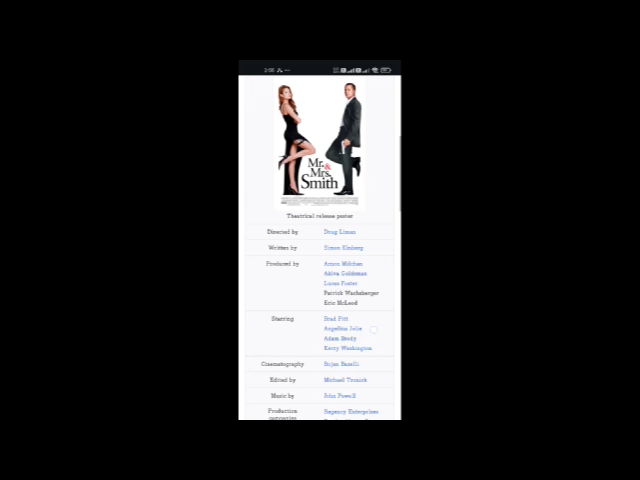 2:00
Mr. &
Mrs.
Smith
Theatrical release poster
Directed by Doug Liman
Written by Simon Kinberg
Produced by Arnon Milchan
Akiva Goldsman
Lucas Foster
Patrick Wachsberger
Eric McLeod
Starring Brad Pitt
Angelina Jolie
Adam Brody
Kerry Washington
Cinematography Bojan Bazelli
Edited by Michael Tronick
Music by John Powell
Production Regency Enterprises